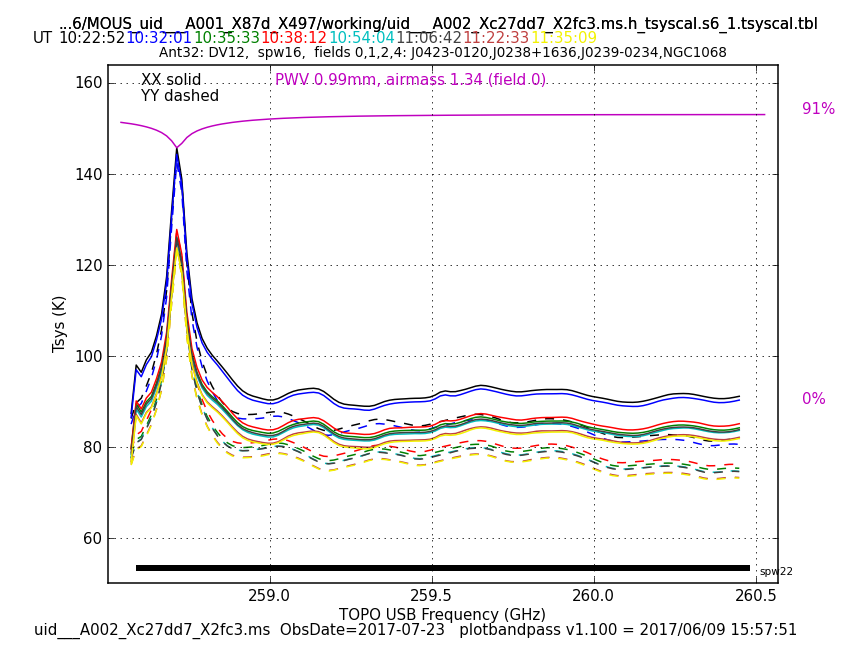 ...6/MOUS_uid___A001_X87d_X497/working/uid___A002_Xc27dd7_X2fc3.ms.h_tsyscal.s6_1.tsyscal.tbl
UT 10:22:52 10:32:01 10:35:33 10:38:12 10:54:04 11:06:42 11:22:33 11:35:09
Ant32: DV12, spw16, fields 0,1,2,4: J0423-0120,J0238+1636,J0239-0234,NGC1068
XX solid
YY dashed
PWV 0.99mm, airmass 1.34 (field 0)
91%
0%
160
140
120
100
80
60
Tsys (K)
spw22
259.0 259.5 260.0 260.5
TOPO USB Frequency (GHz)
uid___A002_Xc27dd7_X2fc3.ms ObsDate=2017-07-23 plotbandpass v1.100 = 2017/06/09 15:57:51